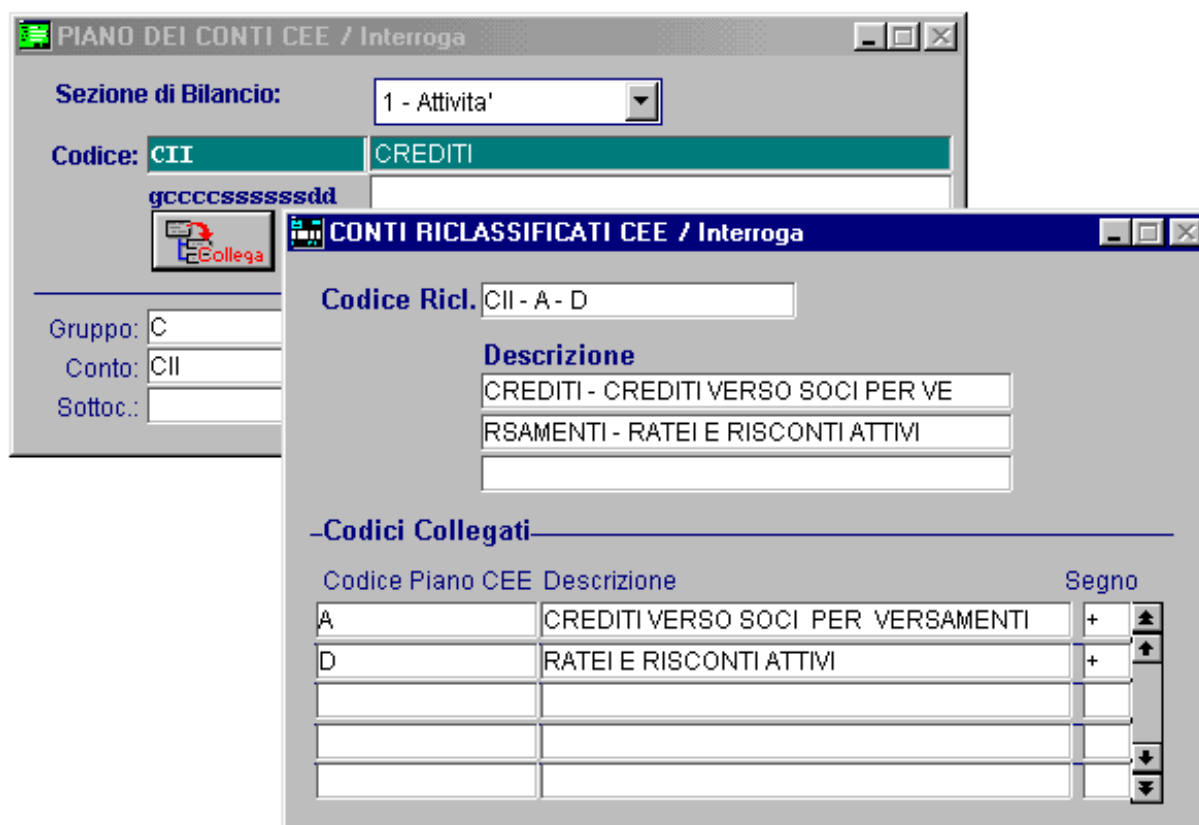 PIANO DEI CONTI CEE / Interroga
Sezione di Bilancio: 1 - Attivita'
Codice: CII CREDITI
gccccssssssdd
Collega
Gruppo: C
Conto: CII
Sottoc.:
CONTI RICLASSIFICATI CEE / Interroga
Codice Ricl. CII - A - D
Descrizione
CREDITI - CREDITI VERSO SOCI PER VE
RSAMENTI - RATEI E RISCONTI ATTIVI
Codici Collegati
Codice Piano CEE Descrizione Segno
A CREDITI VERSO SOCI PER VERSAMENTI +
D RATEI E RISCONTI ATTIVI +